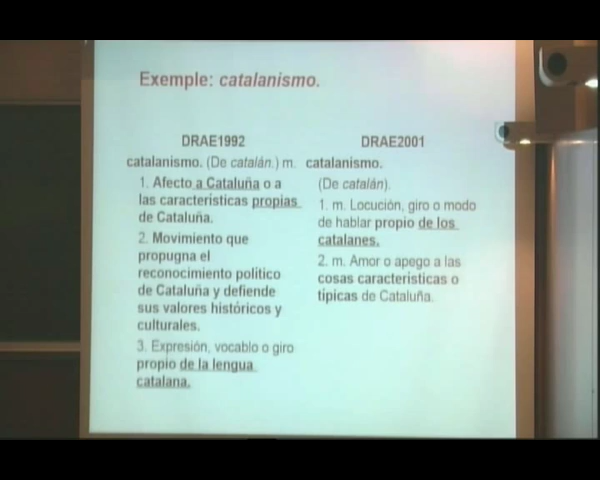 Exemple: catalanismo.
DRAE1992
catalanismo. (De catalán.) m.
1. Afecto a Cataluña o a
las características propias
de Cataluña.
2. Movimiento que
propugna el
reconocimiento político
de Cataluña y defiende
sus valores históricos y
culturales.
3. Expresión, vocablo o giro
propio de la lengua
catalana.
DRAE2001
catalanismo.
(De catalán).
1. m. Locución, giro o modo
de hablar propio de los
catalanes.
2. m. Amor o apego a las
cosas características o
típicas de Cataluña.